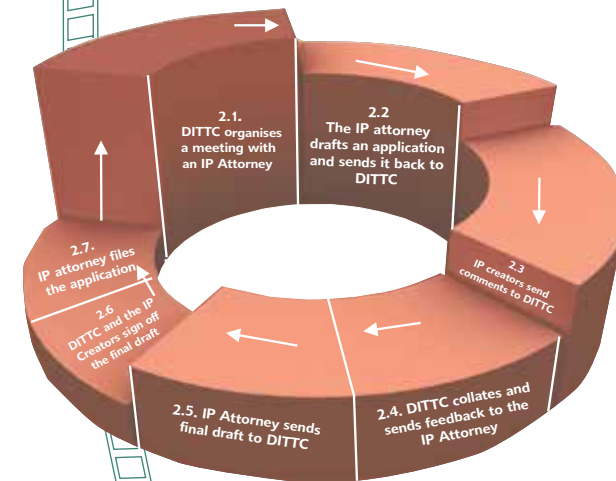 2.1.
DITTC organises
a meeting with
an IP Attorney
2.2
The IP attorney
drafts an application
and sends it back to
DITTC
2.3
IP creators send
comments to DITTC
2.4. DITTC collates and
sends feedback to the
IP Attorney
2.5. IP Attorney sends
final draft to DITTC
2.6
DITTC and the IP
Creators sign off
the final draft
2.7.
IP attorney files
the application